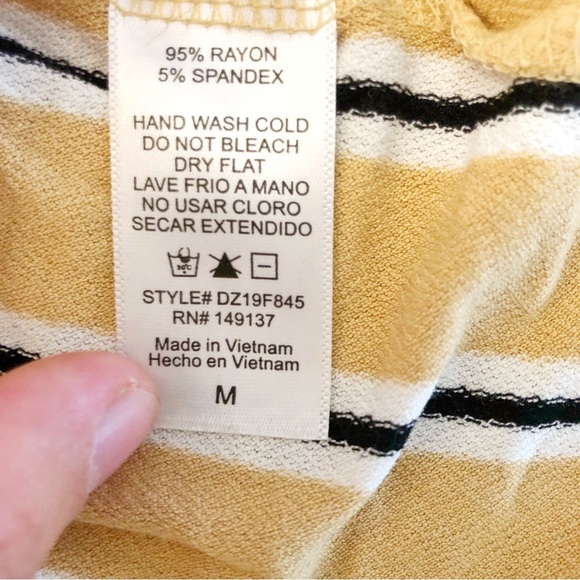 95% RAYON
5% SPANDEX
HAND WASH COLD
DO NOT BLEACH
DRY FLAT
LAVE FRIO A MANO
NO USAR CLORO
SECAR EXTENDIDO
30°C
STYLE# DZ19F845
RN# 149137
Made in Vietnam
Hecho en Vietnam
M